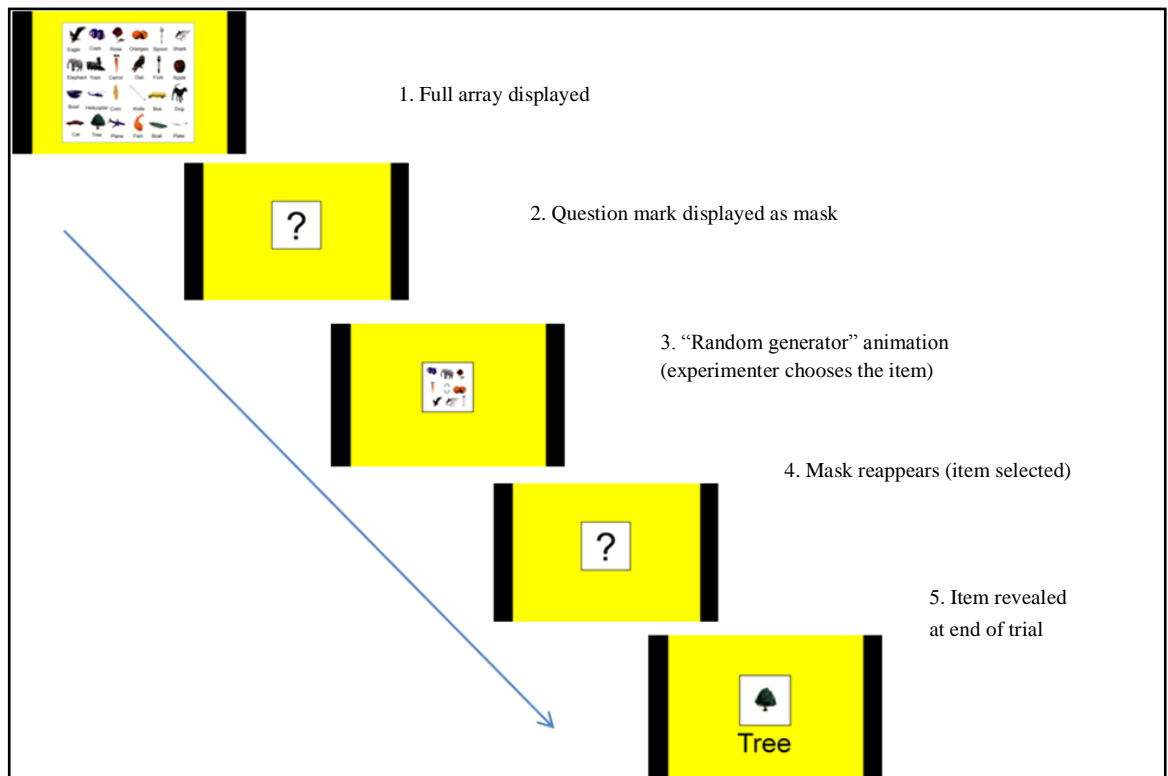 Eagle Cups Rose Oranges Spoon Shark
Elephant Train Carrot Owl Fork Apple
Bowl Helicopter Corn Knife Bus Dog
Car Tree Plane Fish Boat Plate
1. Full array displayed
?
2. Question mark displayed as mask
3. “Random generator” animation
(experimenter chooses the item)
4. Mask reappears (item selected)
?
5. Item revealed
at end of trial
Tree